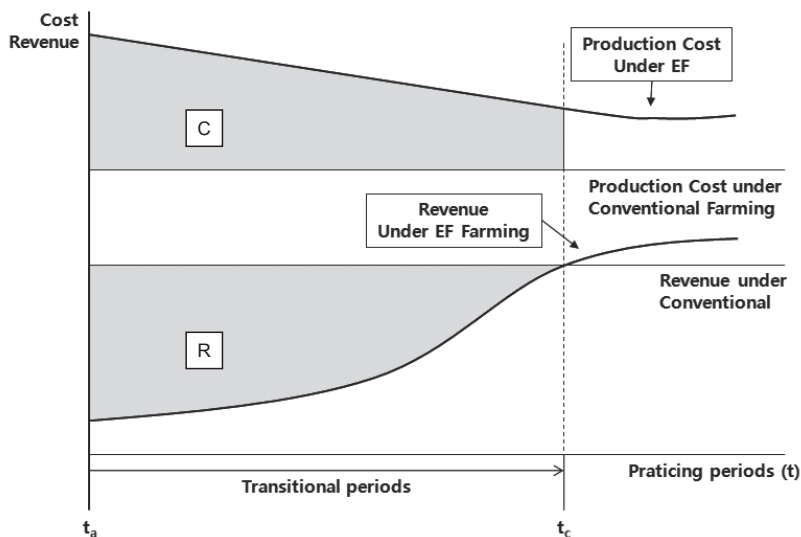 Cost
Revenue
Production Cost
Under EF
C
Production Cost under
Conventional Farming
Revenue
Under EF Farming
Revenue under
Conventional
R
Praticing periods (t)
Transitional periods
ta
tc